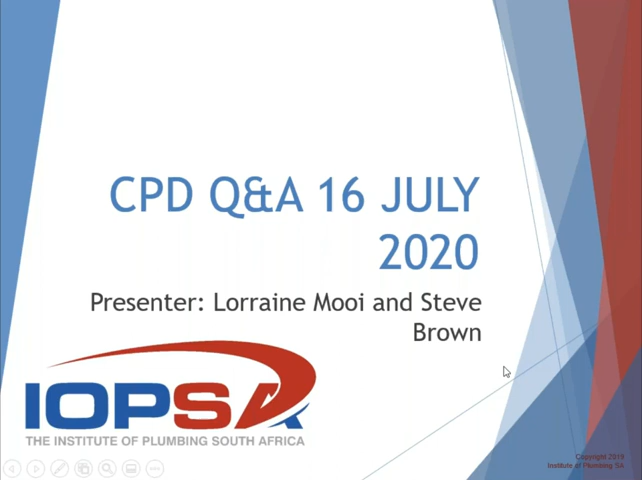 CPD Q&A 16 JULY
2020
Presenter: Lorraine Mooi and Steve
Brown
IOPSA
THE INSTITUTE OF PLUMBING SOUTH AFRICA
Copyright 2019
Institute of Plumbing SA